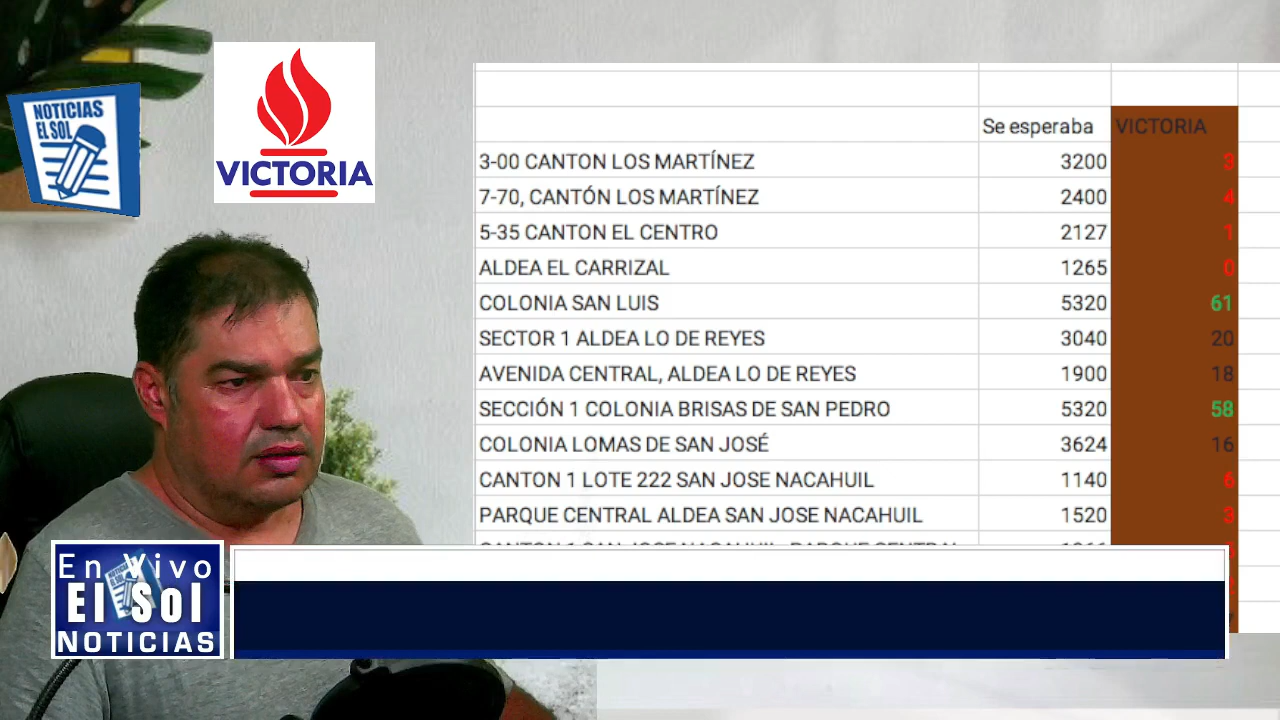 NOTICIAS
EL SOL
VICTORIA
Se esperaba VICTORIA
3-00 CANTON LOS MARTÍNEZ 3200 3
7-70, CANTÓN LOS MARTÍNEZ 2400 4
5-35 CANTON EL CENTRO 2127 1
ALDEA EL CARRIZAL 1265 0
COLONIA SAN LUIS 5320 61
SECTOR 1 ALDEA LO DE REYES 3040 20
AVENIDA CENTRAL, ALDEA LO DE REYES 1900 18
SECCIÓN 1 COLONIA BRISAS DE SAN PEDRO 5320 58
COLONIA LOMAS DE SAN JOSÉ 3624 16
CANTON 1 LOTE 222 SAN JOSE NACAHUIL 1140 6
PARQUE CENTRAL ALDEA SAN JOSE NACAHUIL 1520 3
En Vivo
El Sol
NOTICIAS